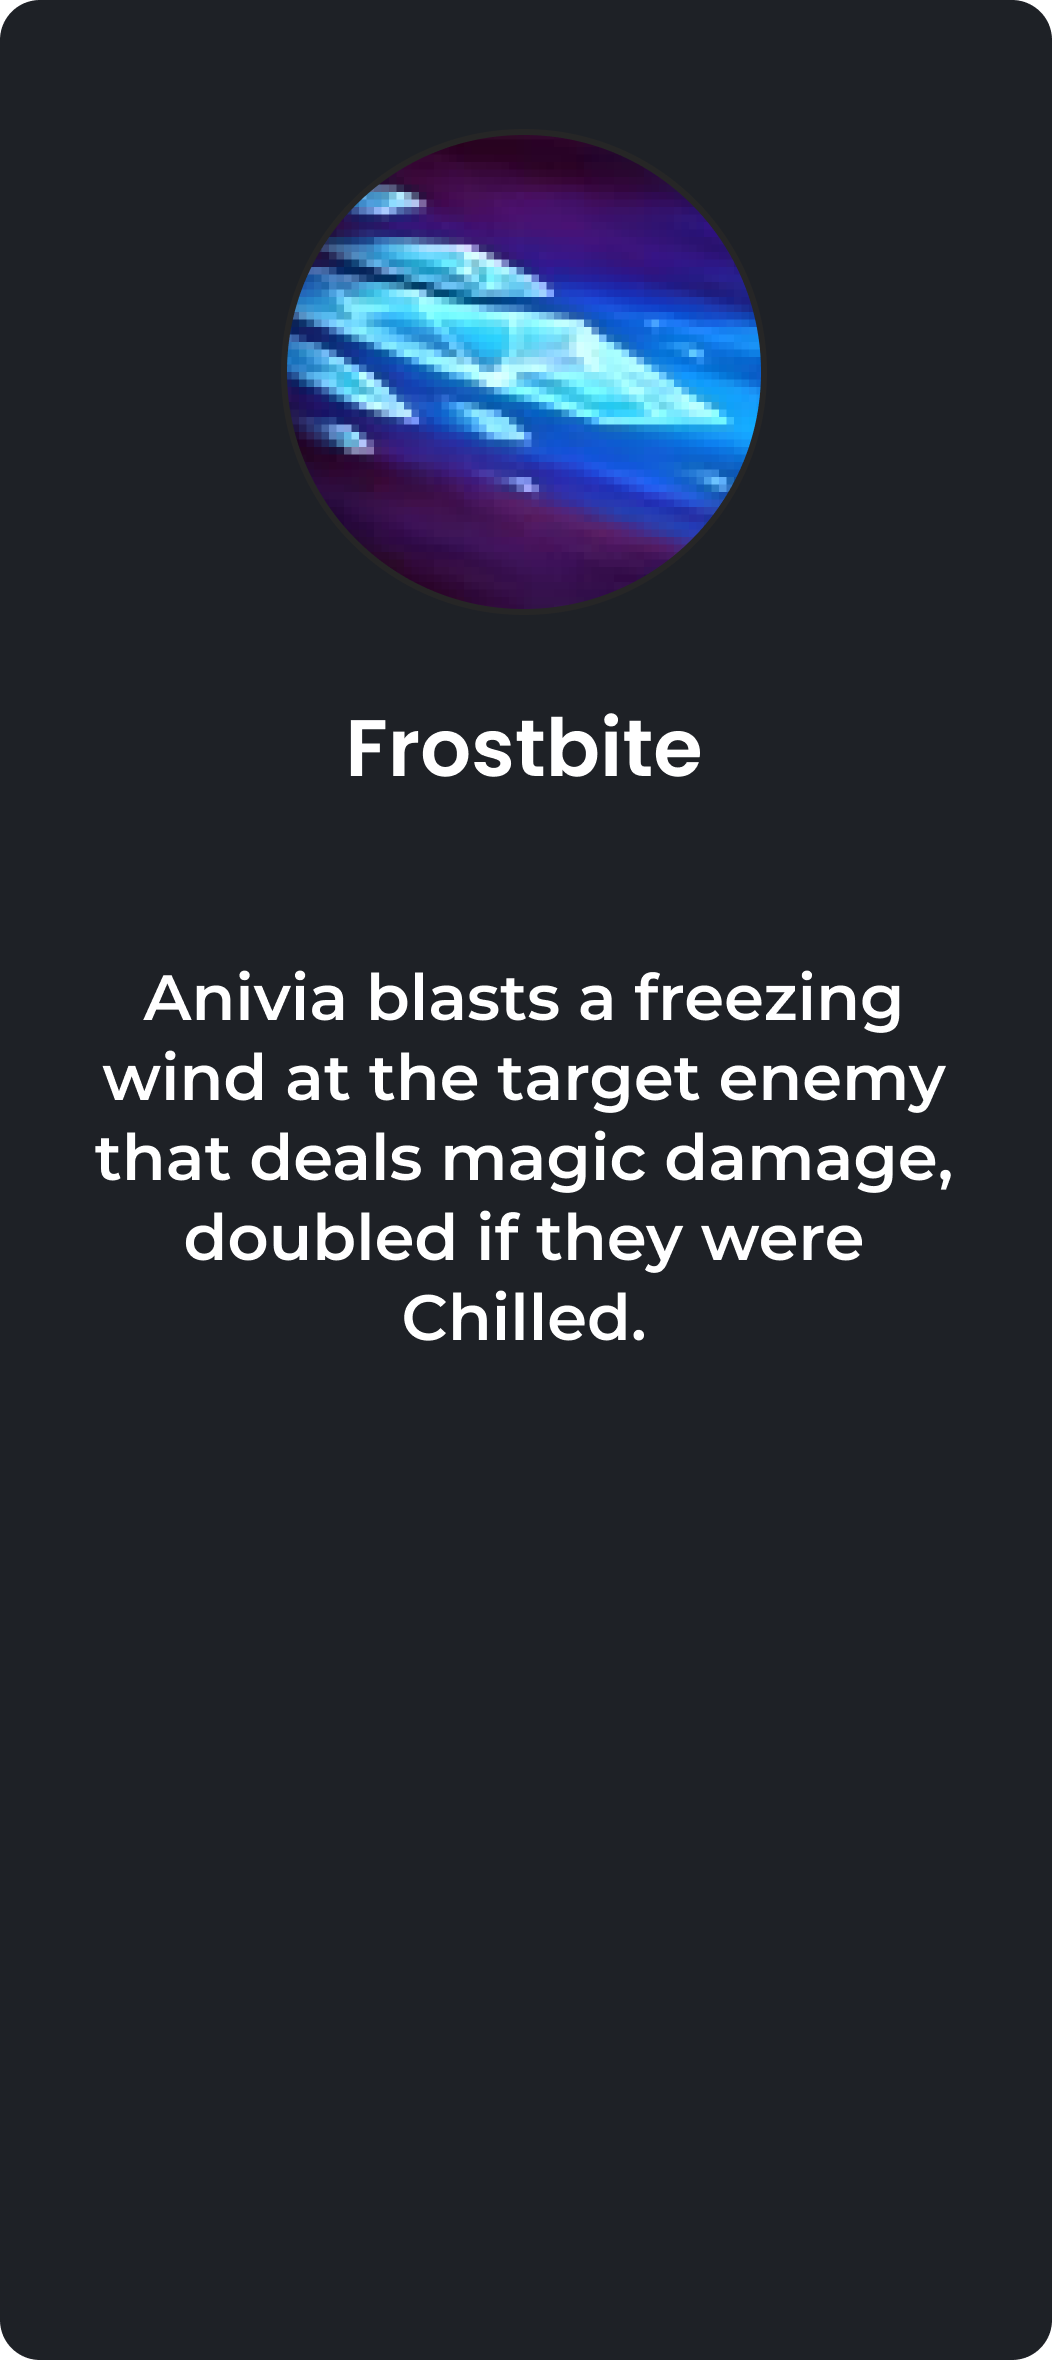 Frostbite
Anivia blasts a freezing
wind at the target enemy
that deals magic damage,
doubled if they were
Chilled.